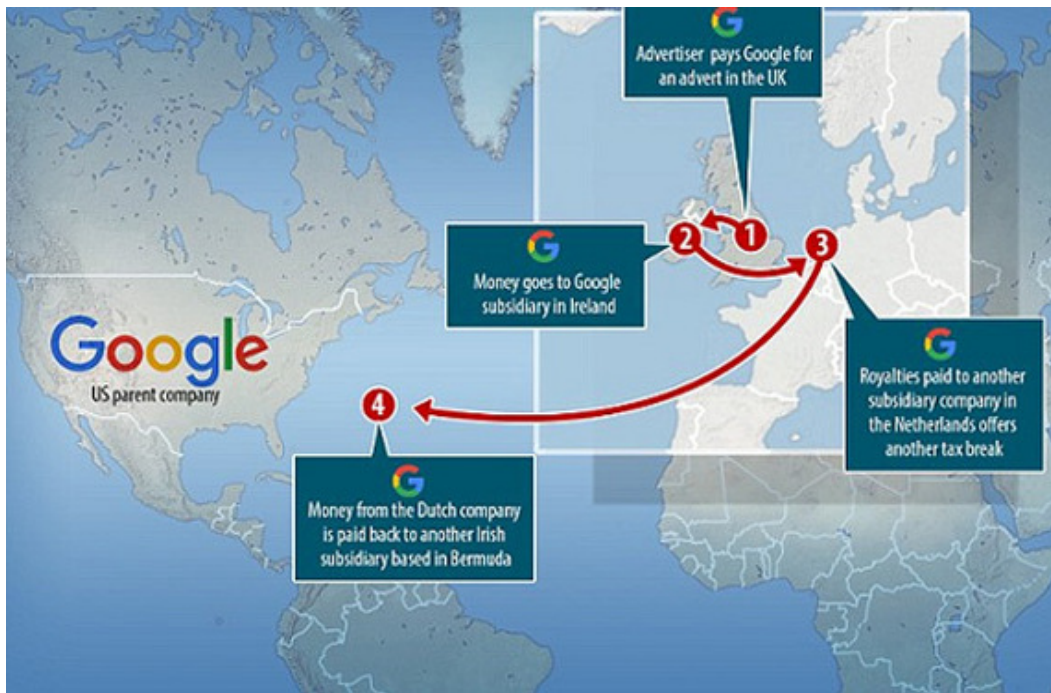 Advertiser pays Google for
an advert in the UK
1
2
3
Money goes to Google
subsidiary in Ireland
Google
US parent company
Royalties paid to another
subsidiary company in
the Netherlands offers
another tax break
4
Money from the Dutch company
is paid back to another Irish
subsidiary based in Bermuda